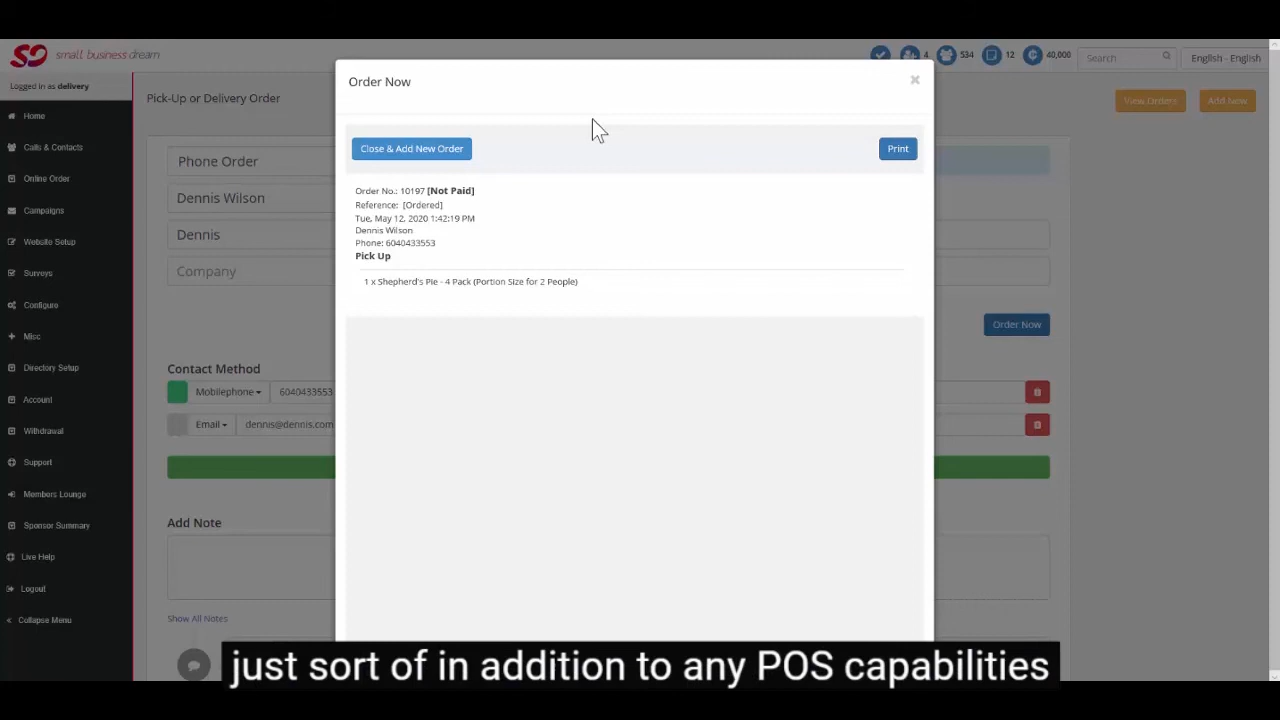 small business dream
4
534
12
40,000
Search
English - English
Logged in as delivery
Home
Calls & Contacts
Online Order
Campaigns
Website Setup
Surveys
Configure
Misc
Directory Setup
Account
Withdrawal
Support
Members Lounge
Sponsor Summary
Live Help
Logout
Collapse Menu
Pick-Up or Delivery Order
View Orders
Add New
Phone Order
Dennis Wilson
Dennis
Company
Order Now
Contact Method
Mobilephone
6040433553
Email
dennis@dennis.com
Add Note
Show All Notes
Order Now
×
Close & Add New Order
Print
Order No.: 10197 [Not Paid]
Reference: [Ordered]
Tue, May 12, 2020 1:42:19 PM
Dennis Wilson
Phone: 6040433553
Pick Up
1 x Shepherd's Pie - 4 Pack (Portion Size for 2 People)
just sort of in addition to any POS capabilities